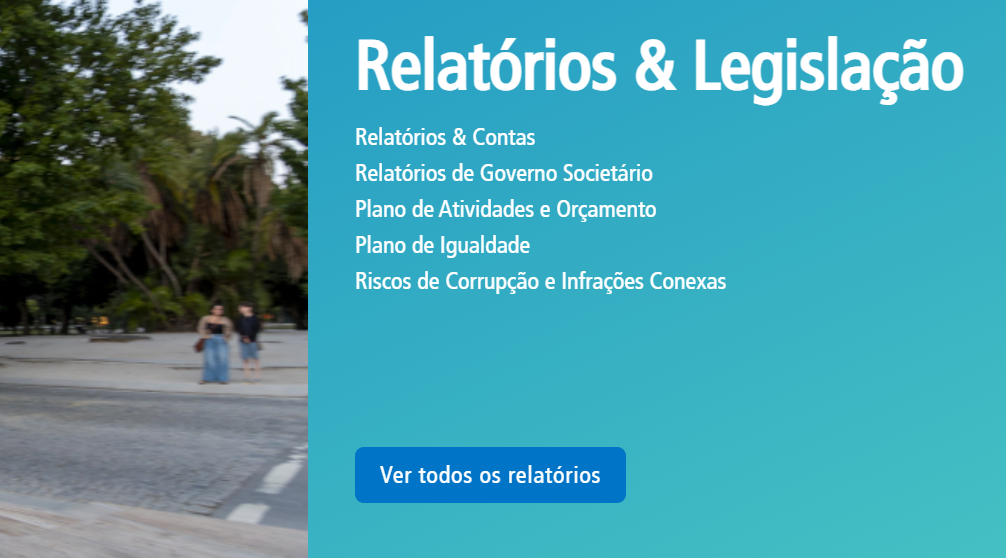 Relatórios & Legislação
Relatórios & Contas
Relatórios de Governo Societário
Plano de Atividades e Orçamento
Plano de Igualdade
Riscos de Corrupção e Infrações Conexas
Ver todos os relatórios